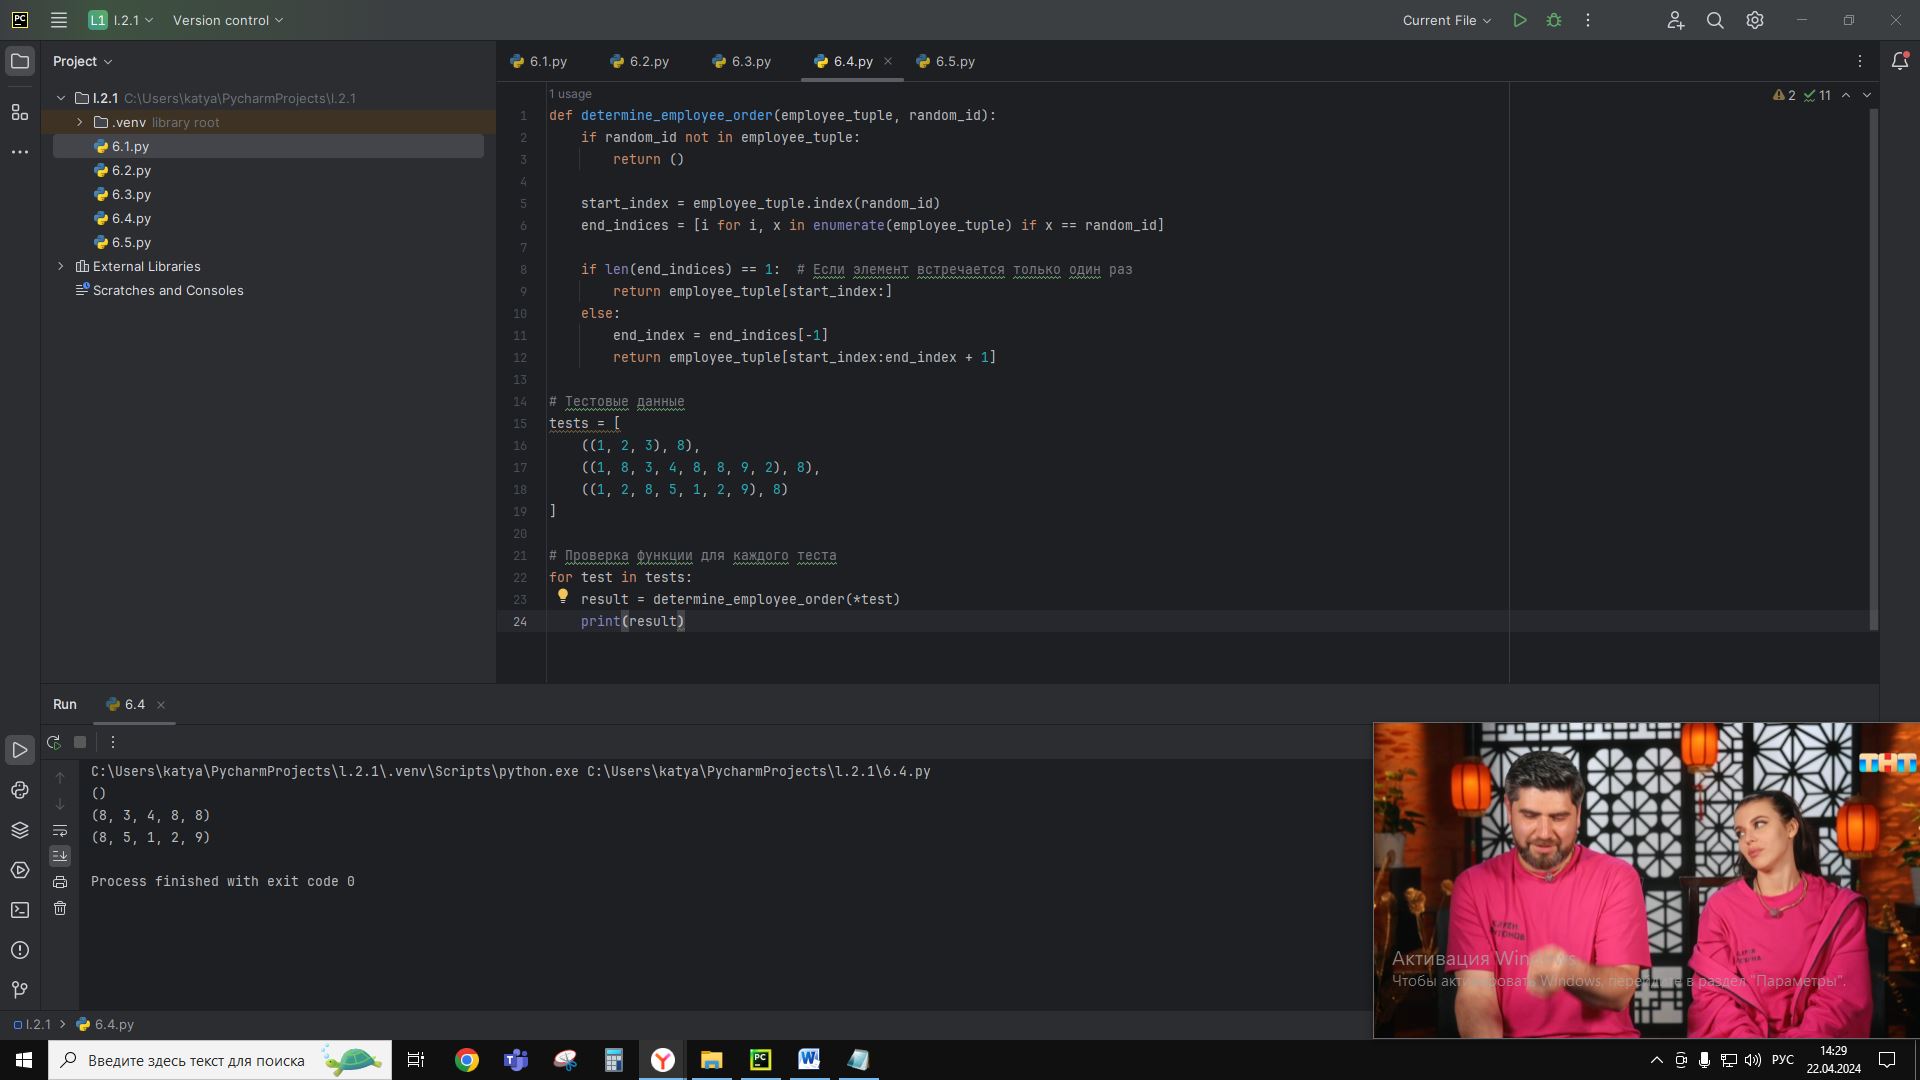 PC
L1 l.2.1
Version control
Current File
Project
6.1.py
6.2.py
6.3.py
6.4.py
6.5.py
l.2.1 C:\Users\katya\PycharmProjects\l.2.1
.venv library root
6.1.py
6.2.py
6.3.py
6.4.py
6.5.py
External Libraries
Scratches and Consoles
1 usage
2 11
1 def determine_employee_order(employee_tuple, random_id):
2 if random_id not in employee_tuple:
3 return ()
4
5 start_index = employee_tuple.index(random_id)
6 end_indices = [i for i, x in enumerate(employee_tuple) if x == random_id]
7
8 if len(end_indices) == 1: # Если элемент встречается только один раз
9 return employee_tuple[start_index:]
10 else:
11 end_index = end_indices[-1]
12 return employee_tuple[start_index:end_index + 1]
13
14 # Тестовые данные
15 tests = [
16 ((1, 2, 3), 8),
17 ((1, 8, 3, 4, 8, 8, 9, 2), 8),
18 ((1, 2, 8, 5, 1, 2, 9), 8)
19 ]
20
21 # Проверка функции для каждого теста
22 for test in tests:
23 result = determine_employee_order(*test)
24 print(result)
Run
6.4
C:\Users\katya\PycharmProjects\l.2.1\.venv\Scripts\python.exe C:\Users\katya\PycharmProjects\l.2.1\6.4.py
()
(8, 3, 4, 8, 8)
(8, 5, 1, 2, 9)
Process finished with exit code 0
ТНТ
Активация Windows
Чтобы активировать Windows, перейдите в раздел "Параметры".
l.2.1
6.4.py
Введите здесь текст для поиска
РУС
14:29
22.04.2024